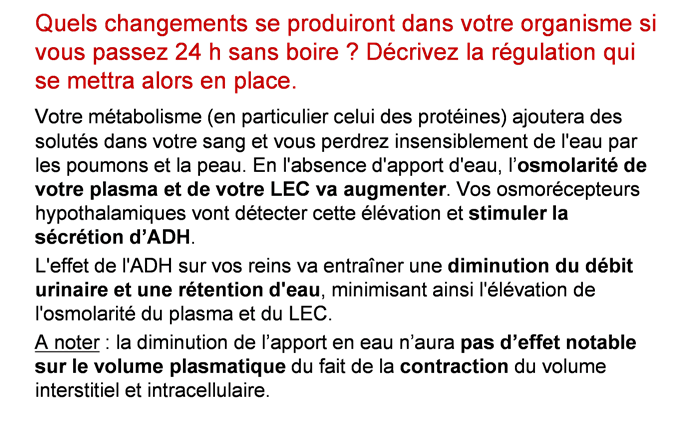 Quels changements se produiront dans votre organisme si
vous passez 24 h sans boire ? Décrivez la régulation qui
se mettra alors en place.
Votre métabolisme (en particulier celui des protéines) ajoutera des
solutés dans votre sang et vous perdrez insensiblement de l'eau par
les poumons et la peau. En l'absence d'apport d'eau, l’osmolarité de
votre plasma et de votre LEC va augmenter. Vos osmorécepteurs
hypothalamiques vont détecter cette élévation et stimuler la
sécrétion d’ADH.
L'effet de l'ADH sur vos reins va entraîner une diminution du débit
urinaire et une rétention d'eau, minimisant ainsi l'élévation de
l'osmolarité du plasma et du LEC.
A noter : la diminution de l’apport en eau n’aura pas d’effet notable
sur le volume plasmatique du fait de la contraction du volume
interstitiel et intracellulaire.